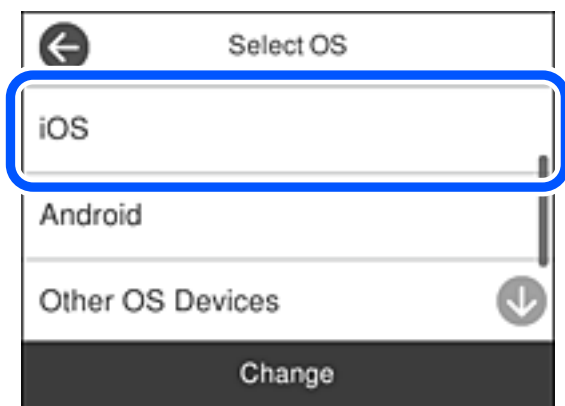 Select OS
iOS
Android
Other OS Devices
Change